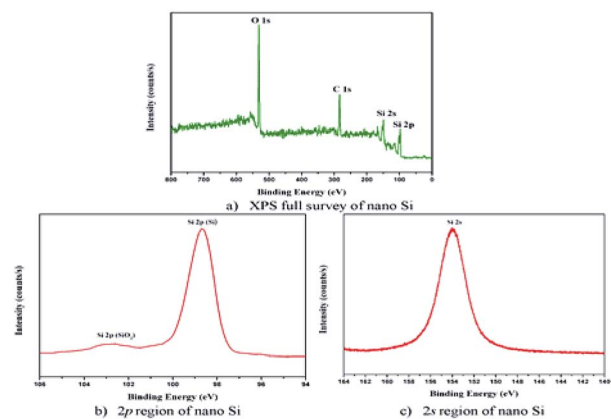 O 1s
C 1s
Si 2s
Si 2p
Intensity (counts/s)
800 700 600 500 400 300 200 100 0
Binding Energy (eV)
a) XPS full survey of nano Si
Si 2p (Si)
Si 2p (SiO₂)
Intensity (counts/s)
106 104 102 100 98 96 94
Binding Energy (eV)
b) 2p region of nano Si
Si 2s
Intensity (counts/s)
164 162 160 158 156 154 152 150 148 146 144 142 140
Binding Energy (eV)
c) 2s region of nano Si